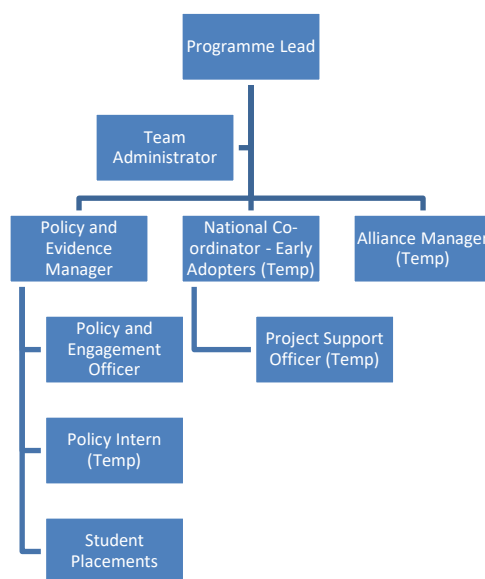 Programme Lead
Team
Administrator
Policy and
Evidence
Manager
National Co-
ordinator - Early
Adopters (Temp)
Alliance Manager
(Temp)
Policy and
Engagement
Officer
Project Support
Officer (Temp)
Policy Intern
(Temp)
Student
Placements